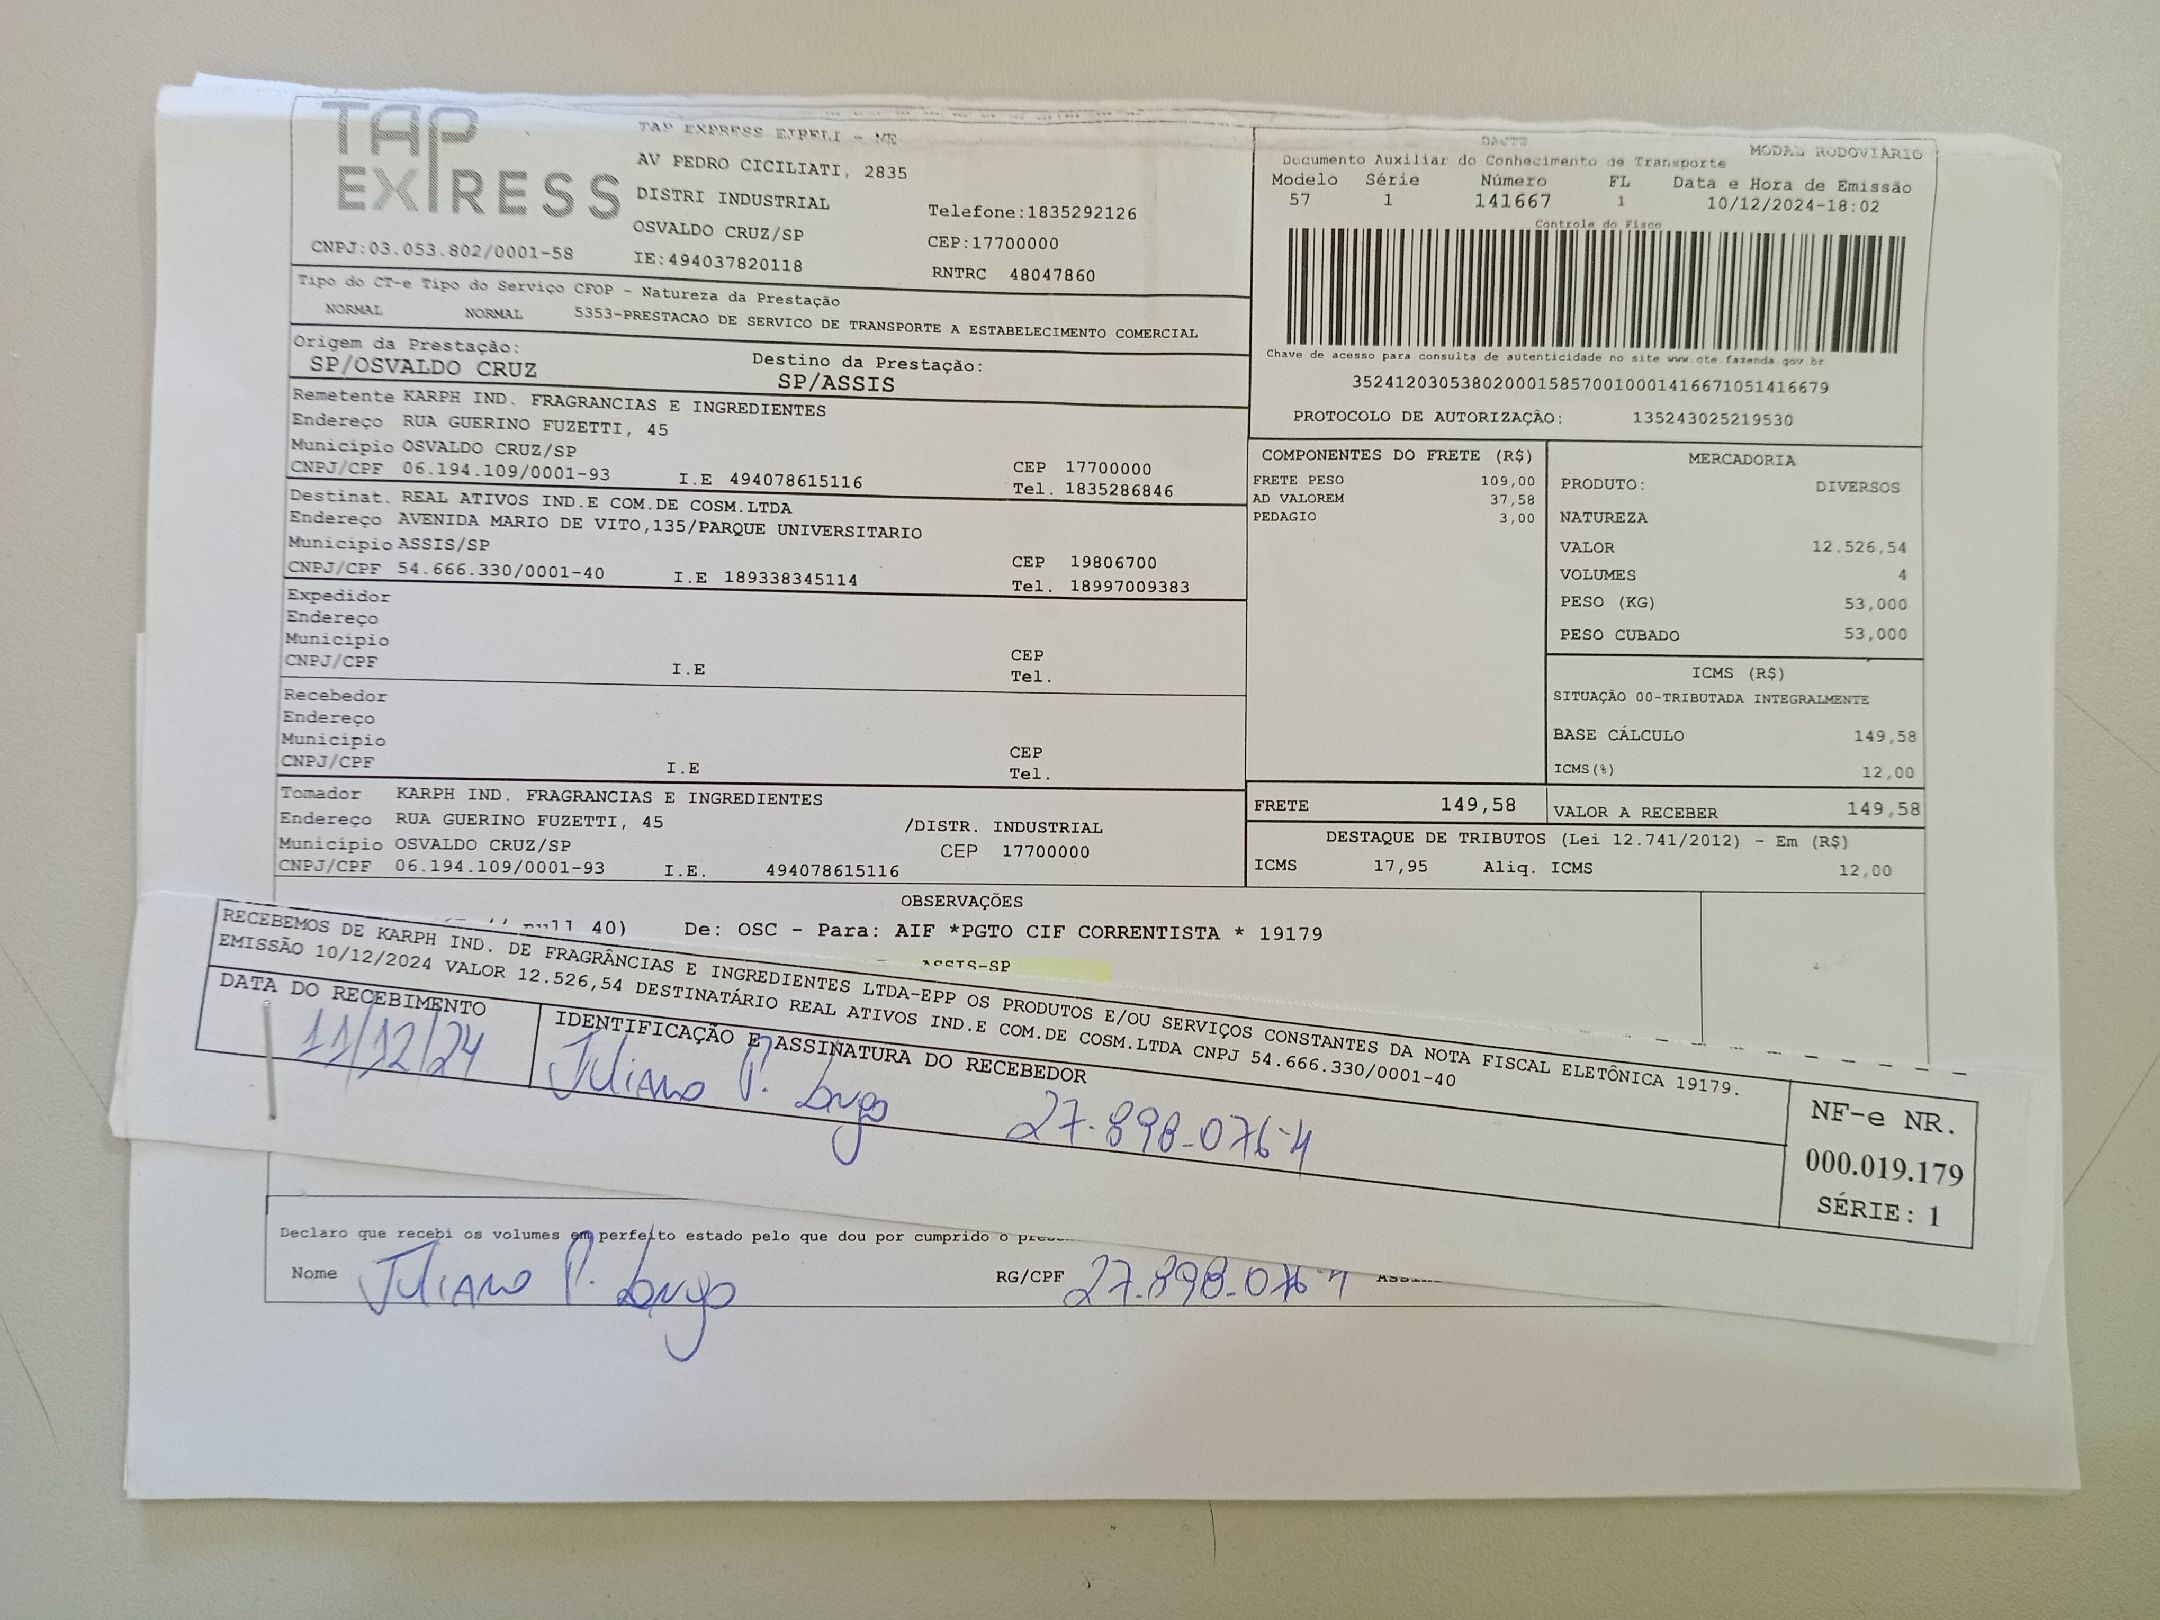 TAP
EXPRESS
TAP EXPRESS EIRELI - ME
AV PEDRO CICILIATI, 2835
DISTRI INDUSTRIAL
OSVALDO CRUZ/SP
CNPJ:03.053.802/0001-58
IE:494037820118
Telefone:1835292126
CEP:17700000
RNTRC 48047860
DACTE
MODAL RODOVIÁRIO
Documento Auxiliar do Conhecimento de Transporte
Modelo Série Número FL Data e Hora de Emissão
57 1 141667 1 10/12/2024-18:02
Controle do Fisco
Chave de acesso para consulta de autenticidade no site www.cte.fazenda.gov.br
35241203053802000158570010001416671051416679
PROTOCOLO DE AUTORIZAÇÃO: 135243025219530
Tipo do CT-e Tipo do Serviço CFOP - Natureza da Prestação
NORMAL NORMAL 5353-PRESTACAO DE SERVICO DE TRANSPORTE A ESTABELECIMENTO COMERCIAL
Origem da Prestação: Destino da Prestação:
SP/OSVALDO CRUZ SP/ASSIS
Remetente KARPH IND. FRAGRANCIAS E INGREDIENTES
Endereço RUA GUERINO FUZETTI, 45
Município OSVALDO CRUZ/SP CEP 17700000
CNPJ/CPF 06.194.109/0001-93 I.E 494078615116 Tel. 1835286846
Destinat. REAL ATIVOS IND.E COM.DE COSM.LTDA
Endereço AVENIDA MARIO DE VITO,135/PARQUE UNIVERSITARIO
Município ASSIS/SP CEP 19806700
CNPJ/CPF 54.666.330/0001-40 I.E 189338345114 Tel. 18997009383
Expedidor
Endereço
Município CEP
CNPJ/CPF I.E Tel.
Recebedor
Endereço
Município CEP
CNPJ/CPF I.E Tel.
Tomador KARPH IND. FRAGRANCIAS E INGREDIENTES
Endereço RUA GUERINO FUZETTI, 45 /DISTR. INDUSTRIAL
Município OSVALDO CRUZ/SP CEP 17700000
CNPJ/CPF 06.194.109/0001-93 I.E. 494078615116
COMPONENTES DO FRETE (R$)
FRETE PESO 109,00
AD VALOREM 37,58
PEDAGIO 3,00
MERCADORIA
PRODUTO: DIVERSOS
NATUREZA
VALOR 12.526,54
VOLUMES 4
PESO (KG) 53,000
PESO CUBADO 53,000
ICMS (R$)
SITUAÇÃO 00-TRIBUTADA INTEGRALMENTE
BASE CÁLCULO 149,58
ICMS(%) 12,00
FRETE 149,58 VALOR A RECEBER 149,58
DESTAQUE DE TRIBUTOS (Lei 12.741/2012) - Em (R$)
ICMS 17,95 Aliq. ICMS 12,00
OBSERVAÇÕES
40) De: OSC - Para: AIF *PGTO CIF CORRENTISTA * 19179
ASSIS-SP
RECEBEMOS DE KARPH IND. DE FRAGRÂNCIAS E INGREDIENTES LTDA-EPP OS PRODUTOS E/OU SERVIÇOS CONSTANTES DA NOTA FISCAL ELETÔNICA 19179.
EMISSÃO 10/12/2024 VALOR 12.526,54 DESTINATÁRIO REAL ATIVOS IND.E COM.DE COSM.LTDA CNPJ 54.666.330/0001-40
DATA DO RECEBIMENTO IDENTIFICAÇÃO E ASSINATURA DO RECEBEDOR
11/12/24 Juliano P. Longo 27.898.076-4
NF-e NR.
000.019.179
SÉRIE: 1
Declaro que recebi os volumes em perfeito estado pelo que dou por cumprido o
Nome Juliano P. Longo RG/CPF 27.898.076-4